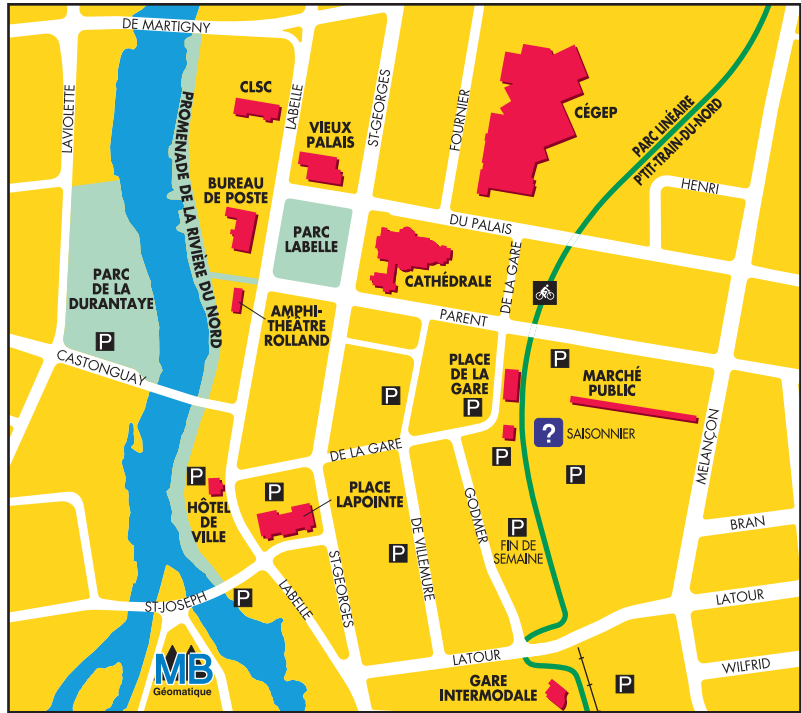 DE MARTIGNY
LAVIOLETTE
PROMENADE DE LA RIVIÈRE DU NORD
CLSC
LABELLE
VIEUX
PALAIS
ST-GEORGES
FOURNIER
CÉGEP
PARC LINÉAIRE
P'TIT-TRAIN-DU-NORD
HENRI
BUREAU
DE POSTE
PARC
LABELLE
DU PALAIS
CATHÉDRALE
DE LA GARE
PARC
DE LA
DURANTAYE
P
AMPHI-
THÉÂTRE
ROLLAND
PARENT
CASTONGUAY
PLACE
DE LA
GARE
P
P
P
MARCHÉ
PUBLIC
MELANÇON
?
SAISONNIER
DE LA GARE
P
P
P
HÔTEL
DE
VILLE
P
PLACE
LAPOINTE
GODMER
DE VILLEMURE
P
P
FIN DE
SEMAINE
BRAN
ST-GEORGES
LABELLE
ST-JOSEPH
P
LATOUR
LATOUR
WILFRID
MB
Géomatique
GARE
INTERMODALE
P